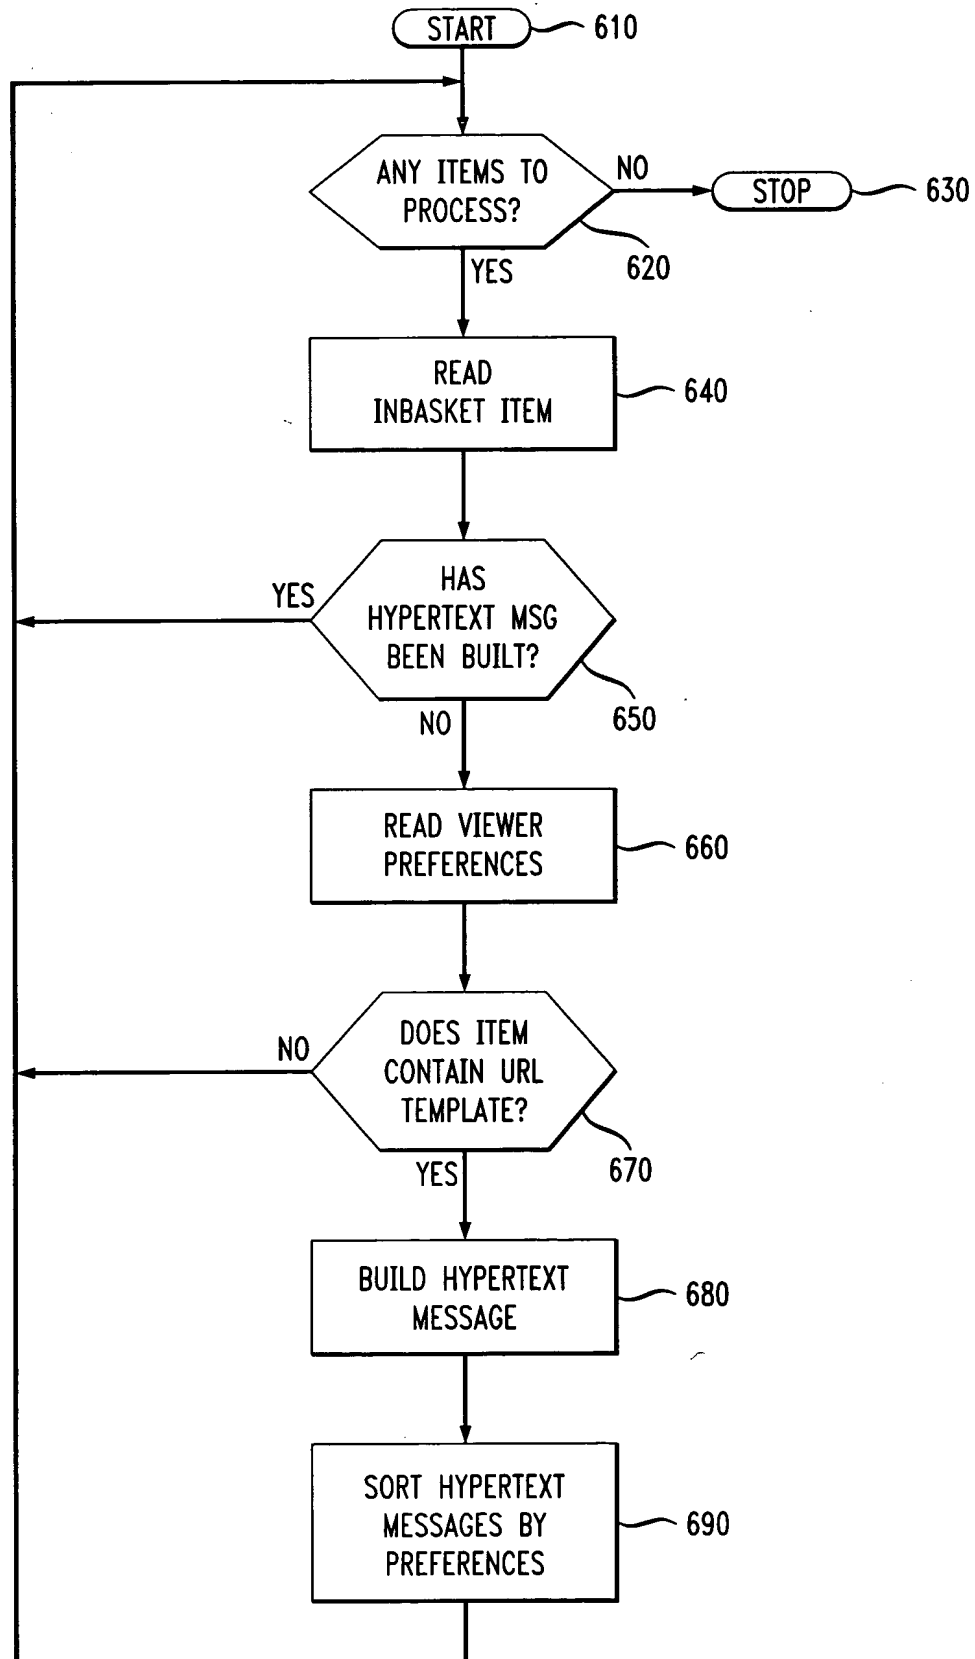 START
610
ANY ITEMS TO
PROCESS?
NO
STOP
630
620
YES
READ
INBASKET ITEM
640
HAS
HYPERTEXT MSG
BEEN BUILT?
YES
650
NO
READ VIEWER
PREFERENCES
660
DOES ITEM
CONTAIN URL
TEMPLATE?
NO
670
YES
BUILD HYPERTEXT
MESSAGE
680
SORT HYPERTEXT
MESSAGES BY
PREFERENCES
690